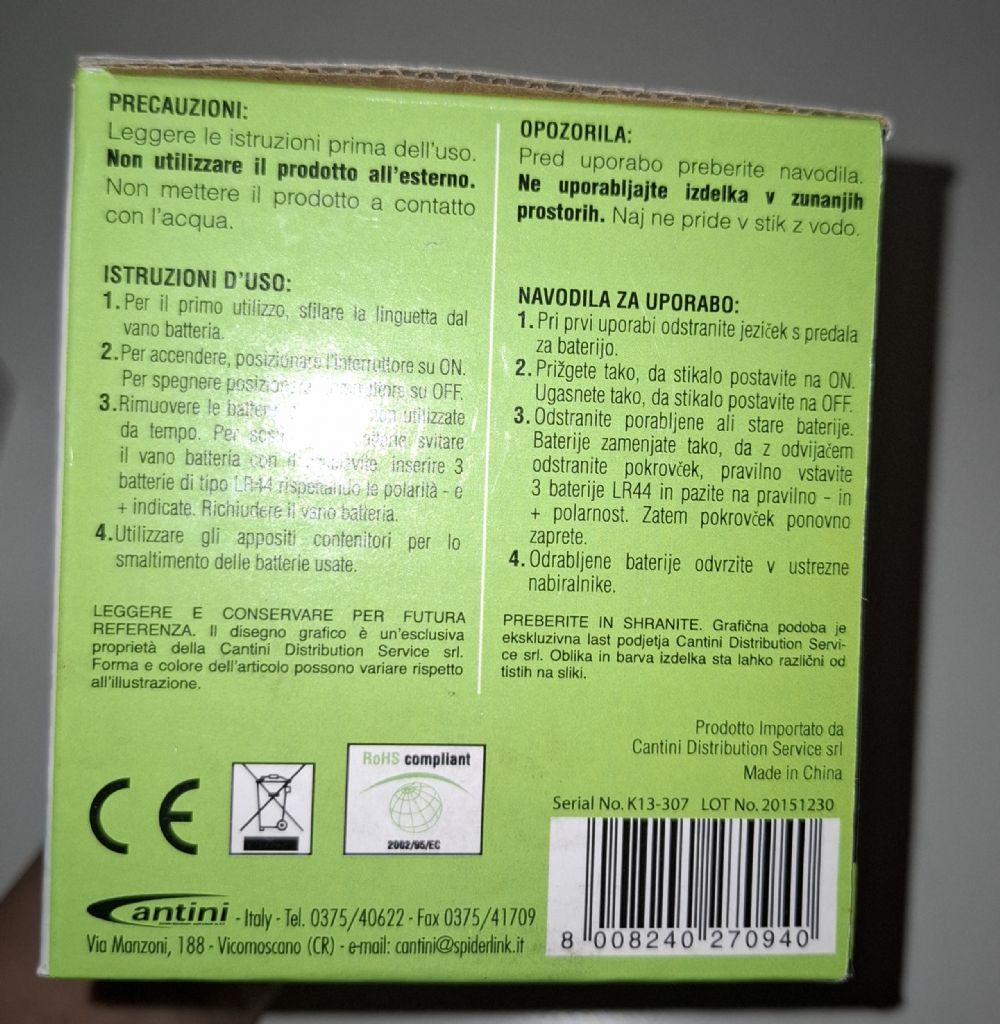 PRECAUZIONI:
Leggere le istruzioni prima dell'uso.
Non utilizzare il prodotto all'esterno.
Non mettere il prodotto a contatto
con l'acqua.
ISTRUZIONI D'USO:
1. Per il primo utilizzo, sfilare la linguetta dal
vano batteria.
2. Per accendere, posizionare l'interruttore su ON.
Per spegnere su OFF.
3. Rimuovere le utilizzate
da tempo. Per svitare
il vano batteria con inserire 3
batterie di tipo LR44 rispettando le polarità - e
+ indicate. Richiudere il vano batteria.
4. Utilizzare gli appositi contenitori per lo
smaltimento delle batterie usate.
LEGGERE E CONSERVARE PER FUTURA
REFERENZA. Il disegno grafico è un'esclusiva
proprietà della Cantini Distribution Service srl.
Forma e colore dell'articolo possono variare rispetto
all'illustrazione.
OPOZORILA:
Pred uporabo preberite navodila.
Ne uporabljajte izdelka v zunanjih
prostorih. Naj ne pride v stik z vodo.
NAVODILA ZA UPORABO:
1. Pri prvi uporabi odstranite jeziček s predala
za baterijo.
2. Prižgete tako, da stikalo postavite na ON.
Ugasnete tako, da stikalo postavite na OFF.
3. Odstranite porabljene ali stare baterije.
Baterije zamenjate tako, da z odvijačem
odstranite pokrovček, pravilno vstavite
3 baterije LR44 in pazite na pravilno - in
+ polarnost. Zatem pokrovček ponovno
zaprete.
4. Odrabljene baterije odvrzite v ustrezne
nabiralnike.
PREBERITE IN SHRANITE. Grafična podoba je
ekskluzivna last podjetja Cantini Distribution Servi-
ce srl. Oblika in barva izdelka sta lahko različni od
tistih na sliki.
Prodotto Importato da
Cantini Distribution Service srl
Made in China
Serial No. K13-307 LOT No. 20151230
8 008240 270940
CE
RoHS compliant
2002/95/EC
Cantini - Italy - Tel. 0375/40622 - Fax 0375/41709
Via Manzoni, 188 - Vicomoscano (CR) - e-mail: cantini@spiderlink.it